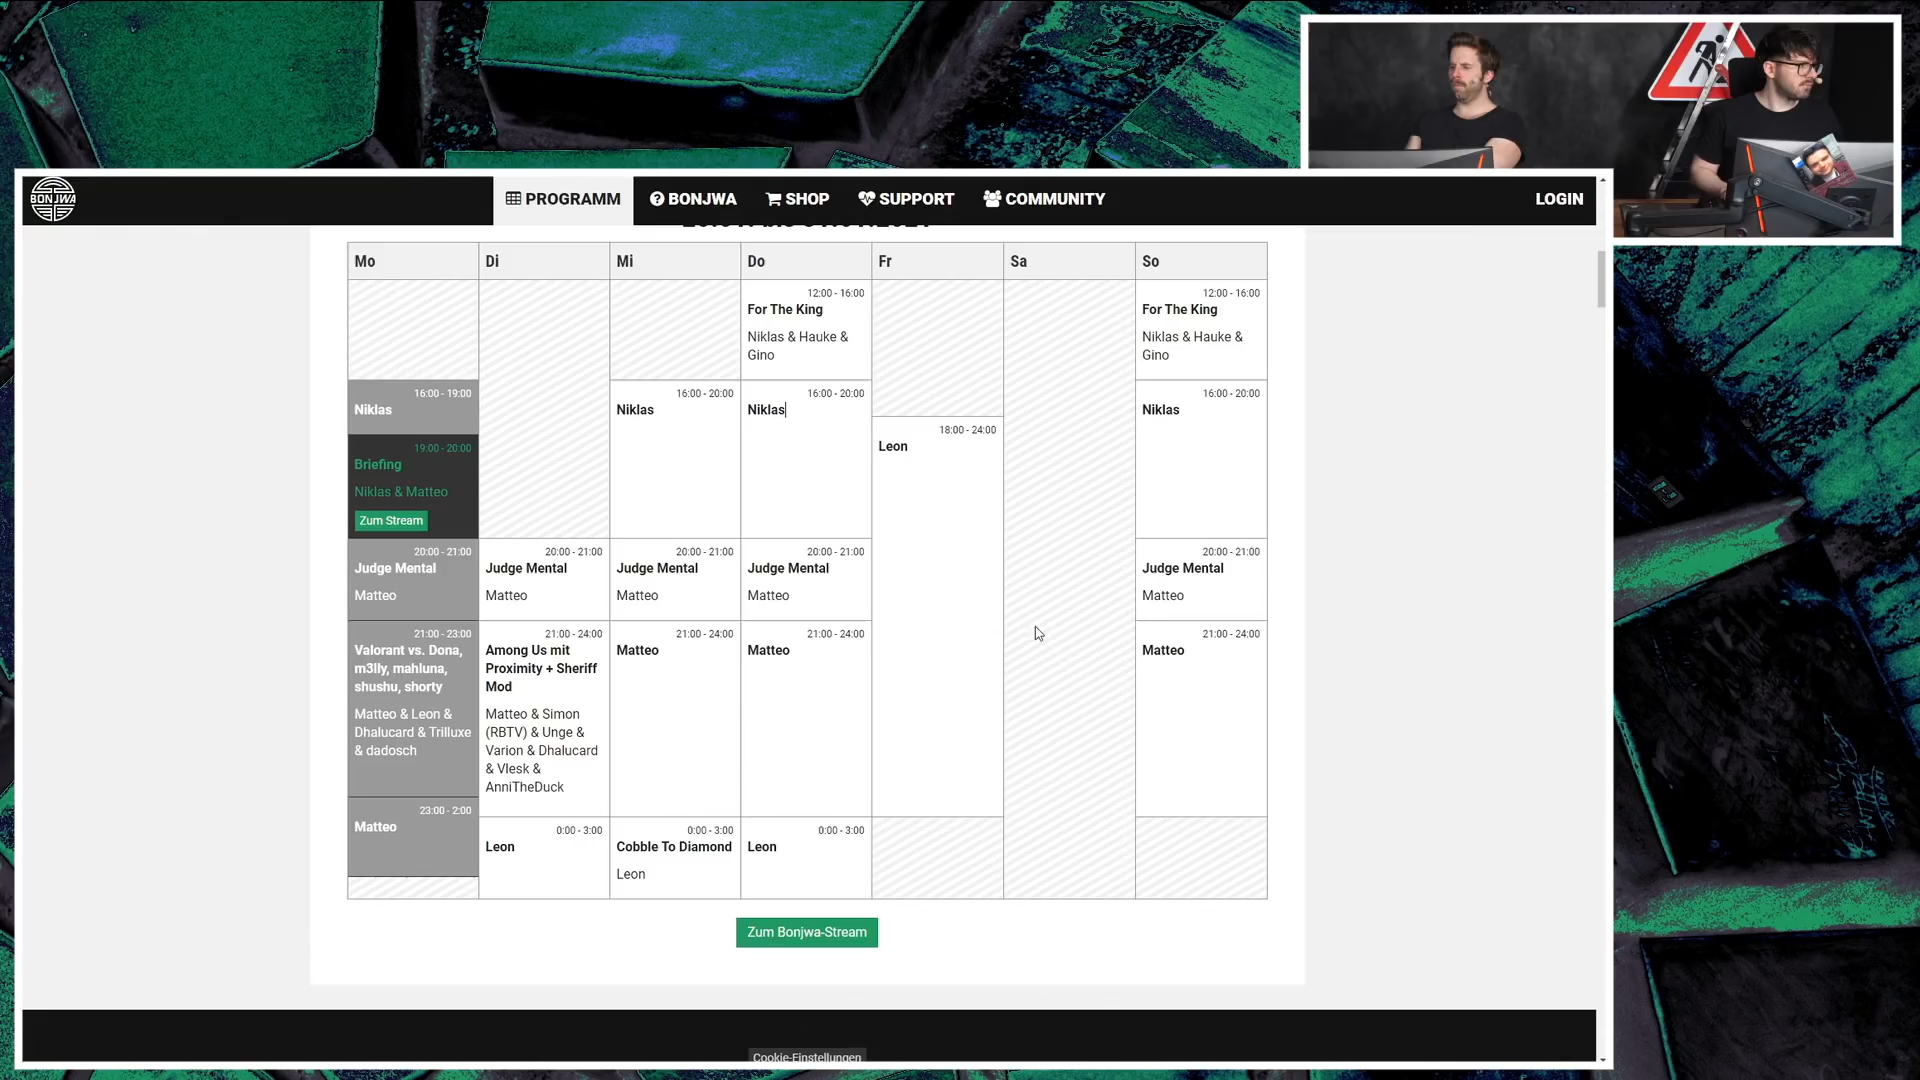 BONJWA
PROGRAMM
BONJWA
SHOP
SUPPORT
COMMUNITY
LOGIN
Mo
Di
Mi
Do
Fr
Sa
So
12:00 - 16:00
For The King
Niklas & Hauke &
Gino
12:00 - 16:00
For The King
Niklas & Hauke &
Gino
16:00 - 19:00
Niklas
16:00 - 20:00
Niklas
16:00 - 20:00
Niklas
16:00 - 20:00
Niklas
18:00 - 24:00
Leon
19:00 - 20:00
Briefing
Niklas & Matteo
Zum Stream
20:00 - 21:00
Judge Mental
Matteo
20:00 - 21:00
Judge Mental
Matteo
20:00 - 21:00
Judge Mental
Matteo
20:00 - 21:00
Judge Mental
Matteo
20:00 - 21:00
Judge Mental
Matteo
21:00 - 23:00
Valorant vs. Dona,
m3lly, mahluna,
shushu, shorty
Matteo & Leon &
Dhalucard & Trilluxe
& dadosch
21:00 - 24:00
Among Us mit
Proximity + Sheriff
Mod
Matteo & Simon
(RBTV) & Unge &
Varion & Dhalucard
& Vlesk &
AnniTheDuck
21:00 - 24:00
Matteo
21:00 - 24:00
Matteo
21:00 - 24:00
Matteo
23:00 - 2:00
Matteo
0:00 - 3:00
Leon
0:00 - 3:00
Cobble To Diamond
Leon
0:00 - 3:00
Leon
Zum Bonjwa-Stream
Cookie-Einstellungen